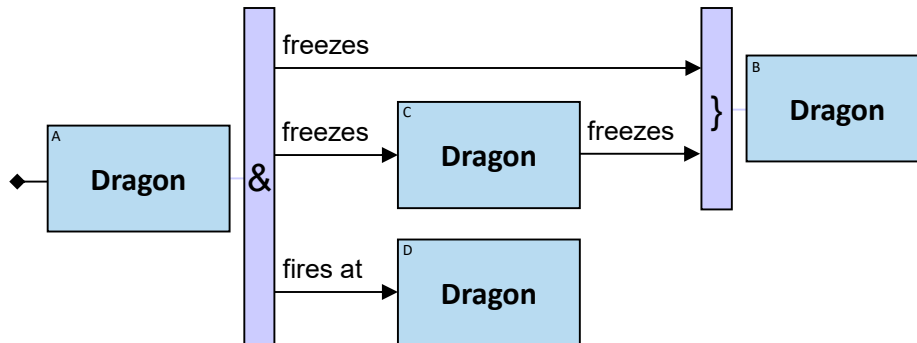 A
Dragon
&
freezes
freezes
fires at
C
Dragon
freezes
D
Dragon
}
B
Dragon